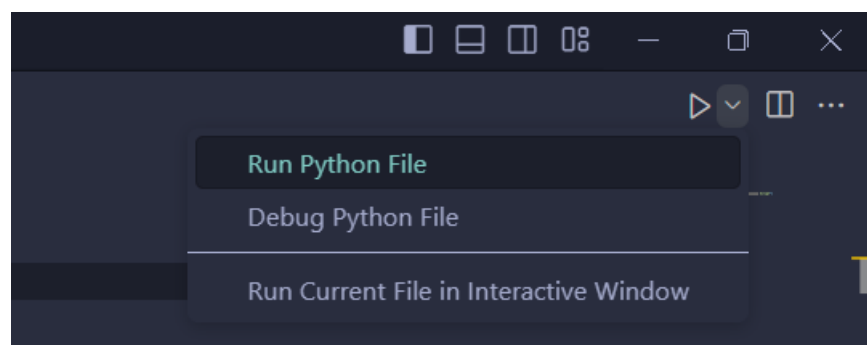 Run Python File
Debug Python File
Run Current File in Interactive Window